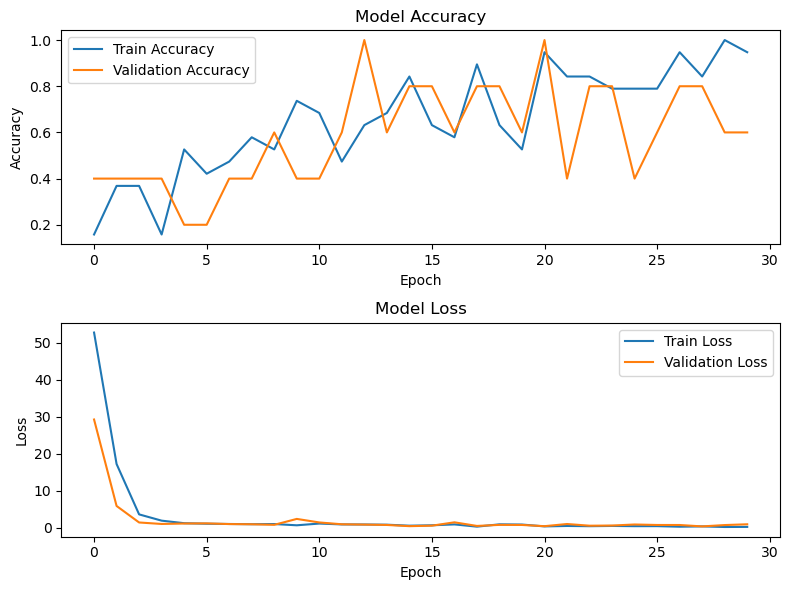 Model Accuracy
Train Accuracy
Validation Accuracy
1.0
0.8
0.6
0.4
0.2
Accuracy
0 5 10 15 20 25 30
Epoch
Model Loss
Train Loss
Validation Loss
50
40
30
20
10
0
Loss
0 5 10 15 20 25 30
Epoch